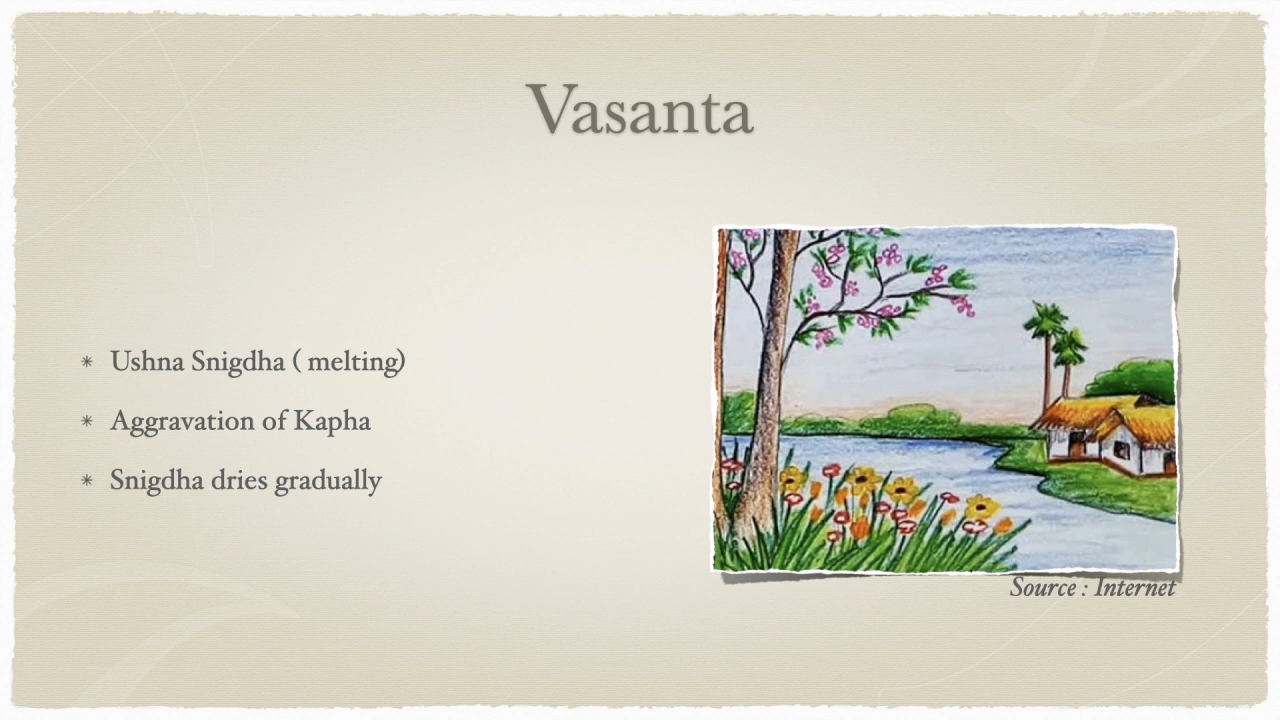 Vasanta
Ushna Snigdha ( melting)
Aggravation of Kapha
Snigdha dries gradually
Source : Internet